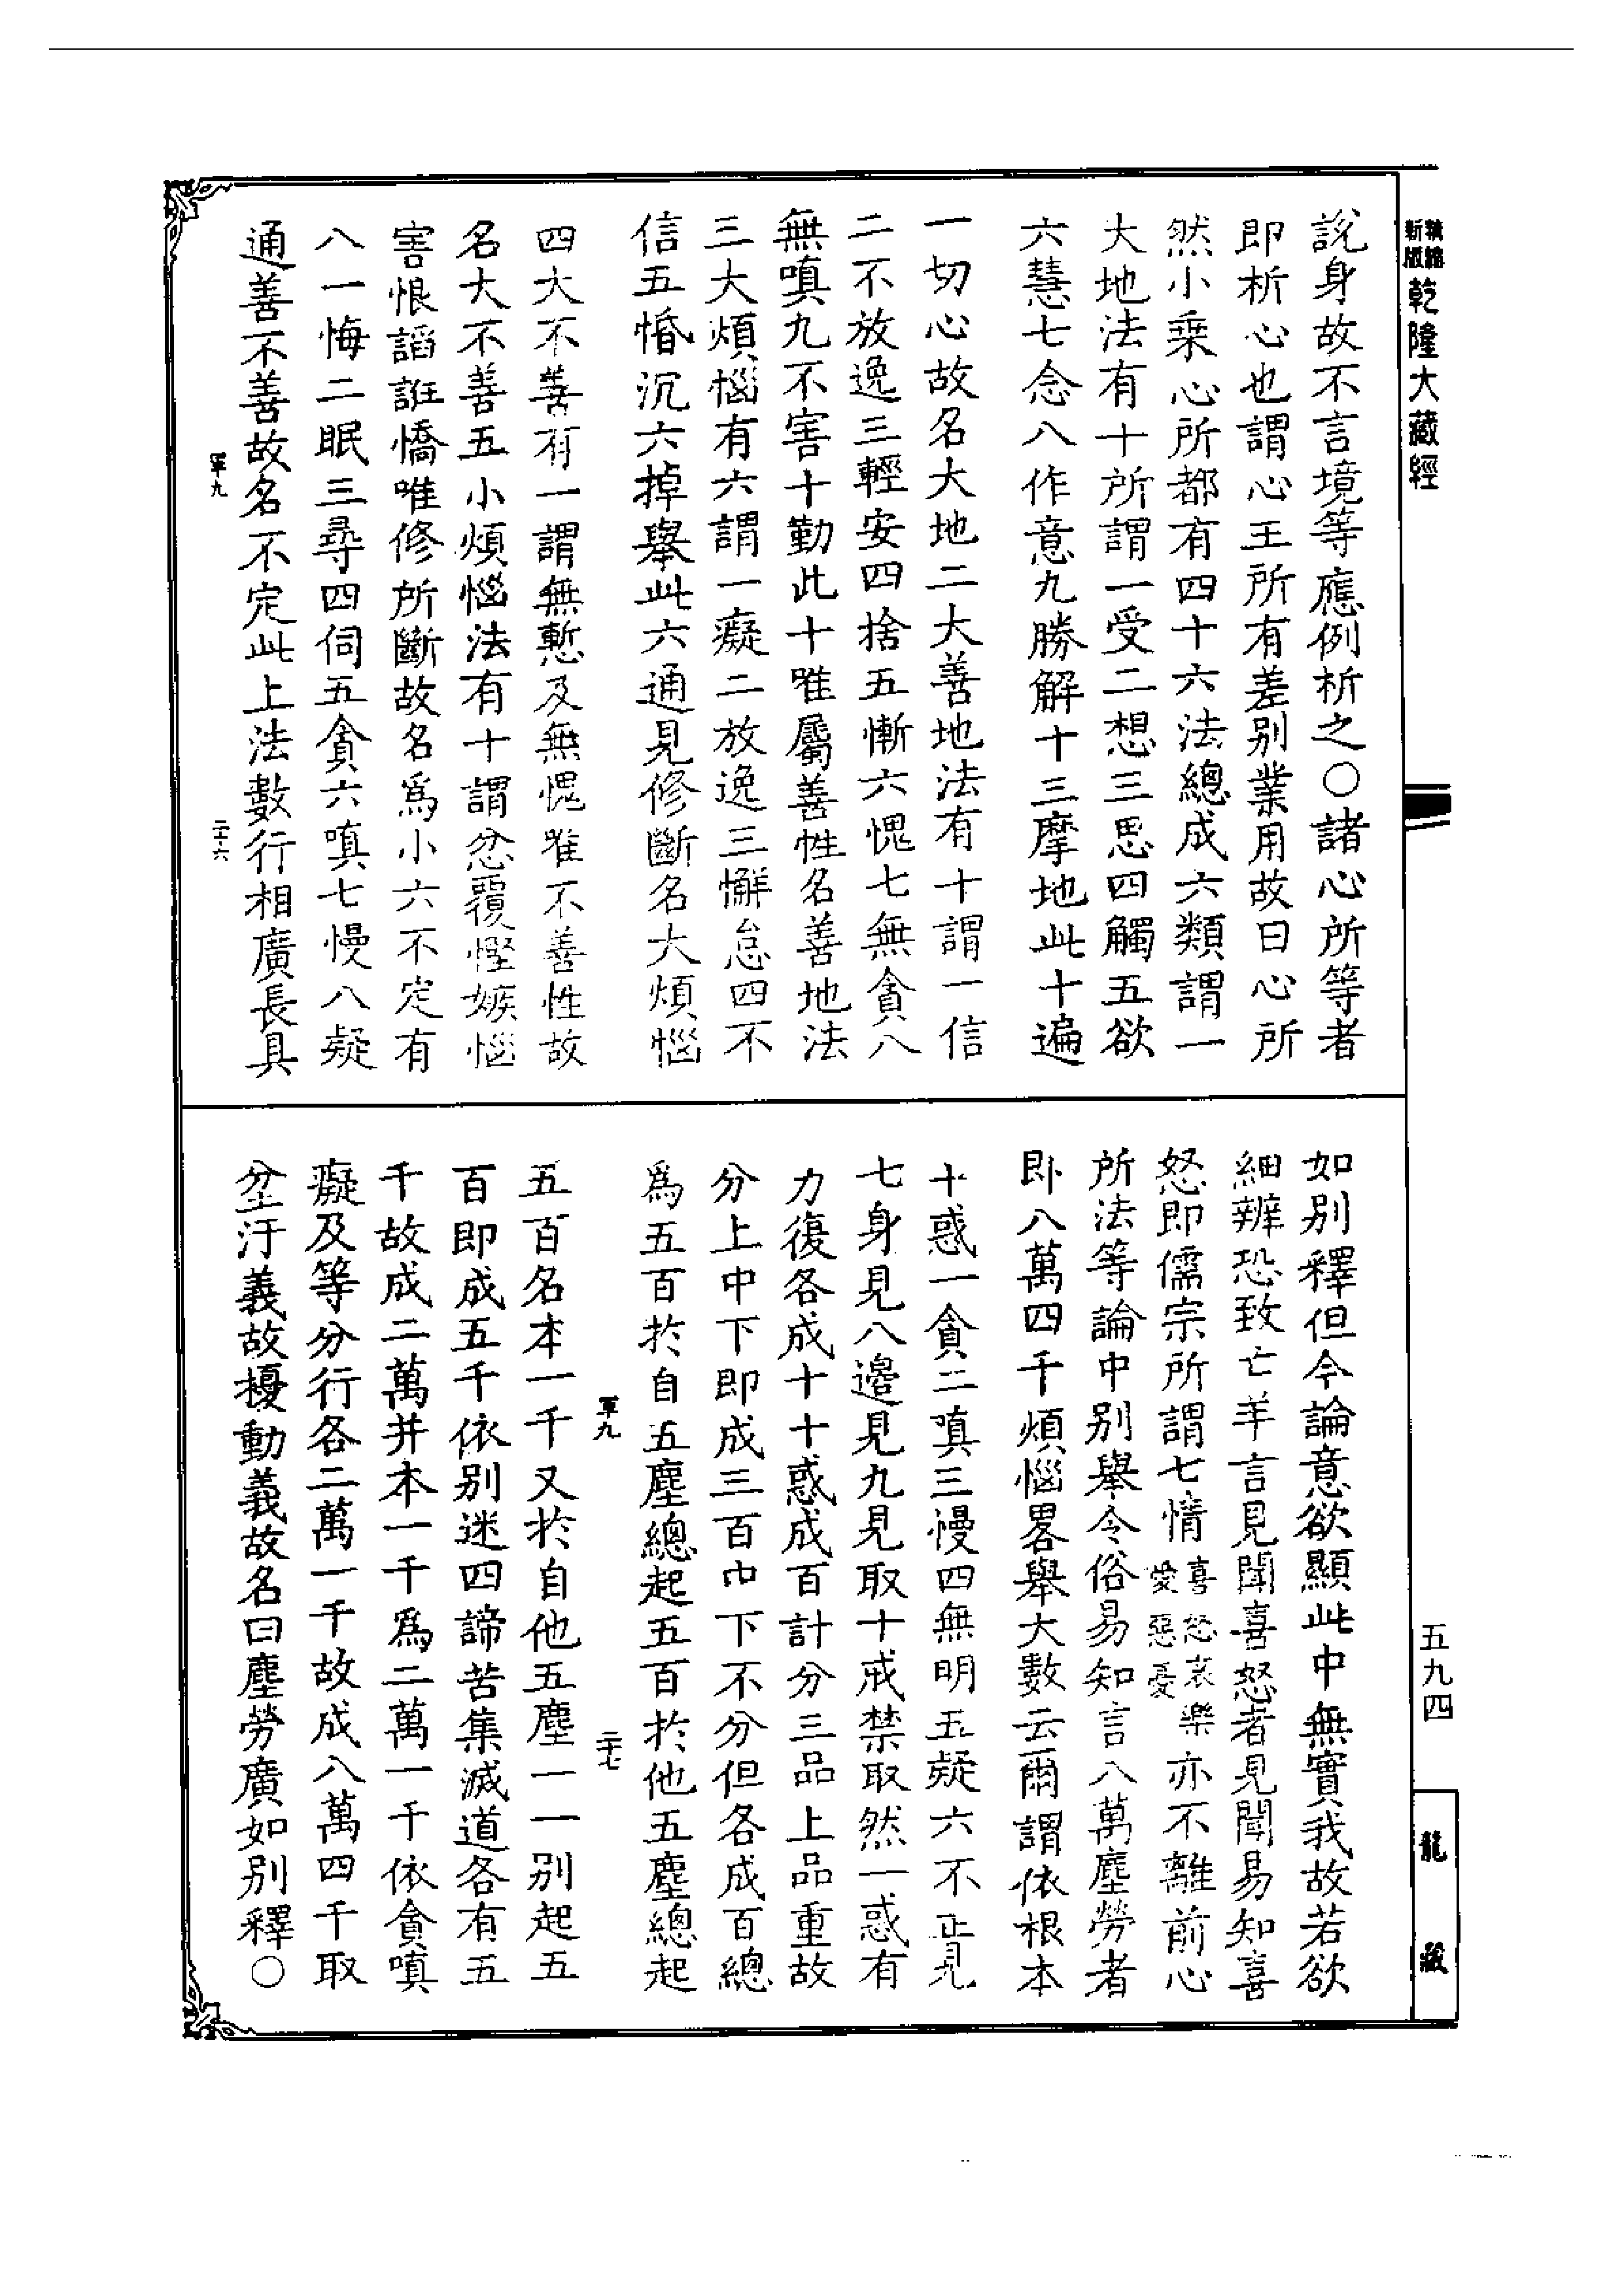 新版精縮乾隆大藏經
說身故不言境等應例析之○諸心所等者
即析心也謂心王所有差別業用故曰心所
然小乘心所都有四十六法總成六類謂一
大地法有十所謂一受二想三思四觸五欲
六慧七念八作意九勝解十三摩地此十遍
一切心故名大地二大善地法有十謂一信
二不放逸三輕安四捨五慚六愧七無貪八
無嗔九不害十勤此十唯屬善性名善地法
三大煩惱有六謂一癡二放逸三懈怠四不
信五惛沉六掉舉此六通見修斷名大煩惱
四大不善有一謂無慙及無愧唯不善性故
名大不善五小煩惱法有十謂忿覆慳嫉惱
害恨諂誑憍唯修所斷故名爲小六不定有
八一悔二眠三尋四伺五貪六嗔七慢八疑
通善不善故名不定此上法數行相廣長具
軍九
二十六
如別釋但今論意欲顯此中無實我故若欲
細辨恐致亡羊言見聞喜怒者見聞易知喜
怒即儒宗所謂七情喜怒哀樂愛惡憂亦不離前心
所法等論中別舉令俗易知言八萬塵勞者
即八萬四千煩惱畧舉大數云爾謂依根本
十惑一貪二嗔三慢四無明五疑六不正見
七身見八邊見九見取十戒禁取然一惑有
力復各成十十惑成百計分三品上品重故
分上中下即成三百中下不分但各成百總
爲五百於自五塵總起五百於他五塵總起
軍九
二十七
五百名本一千又於自他五塵一一別起五
百即成五千依別迷四諦苦集滅道各有五
千故成二萬并本一千爲二萬一千依貪嗔
癡及等分行各二萬一千故成八萬四千取
坌汙義故擾動義故名曰塵勞廣如別釋○
五九四
龍藏